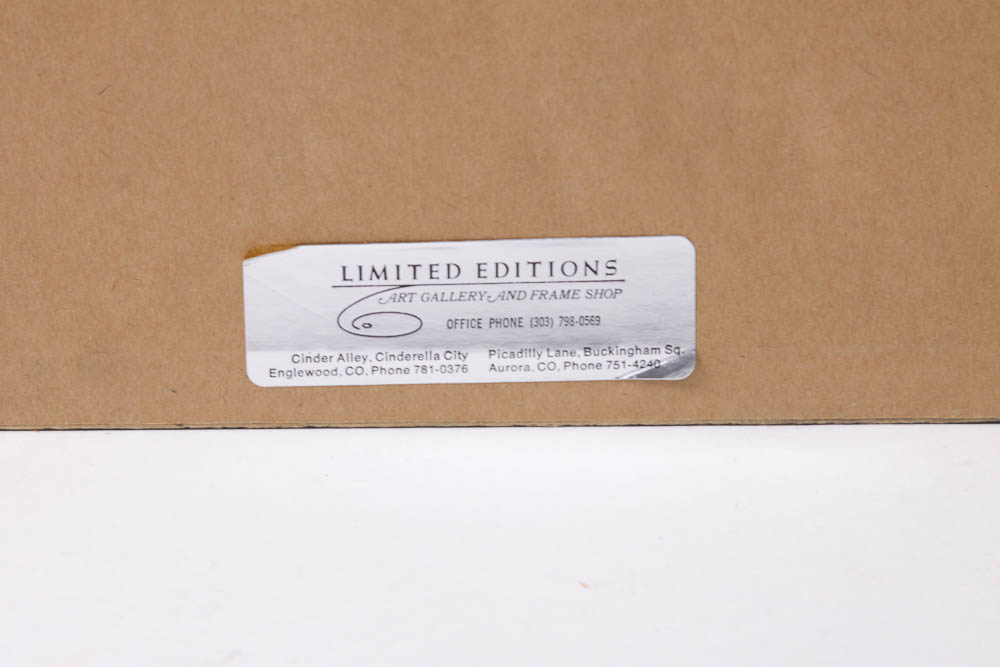 LIMITED EDITIONS
ART GALLERY AND FRAME SHOP
OFFICE PHONE (303) 798-0569
Cinder Alley, Cinderella City Picadilly Lane, Buckingham Sq.
Englewood, CO, Phone 781-0376 Aurora, CO, Phone 751-4240